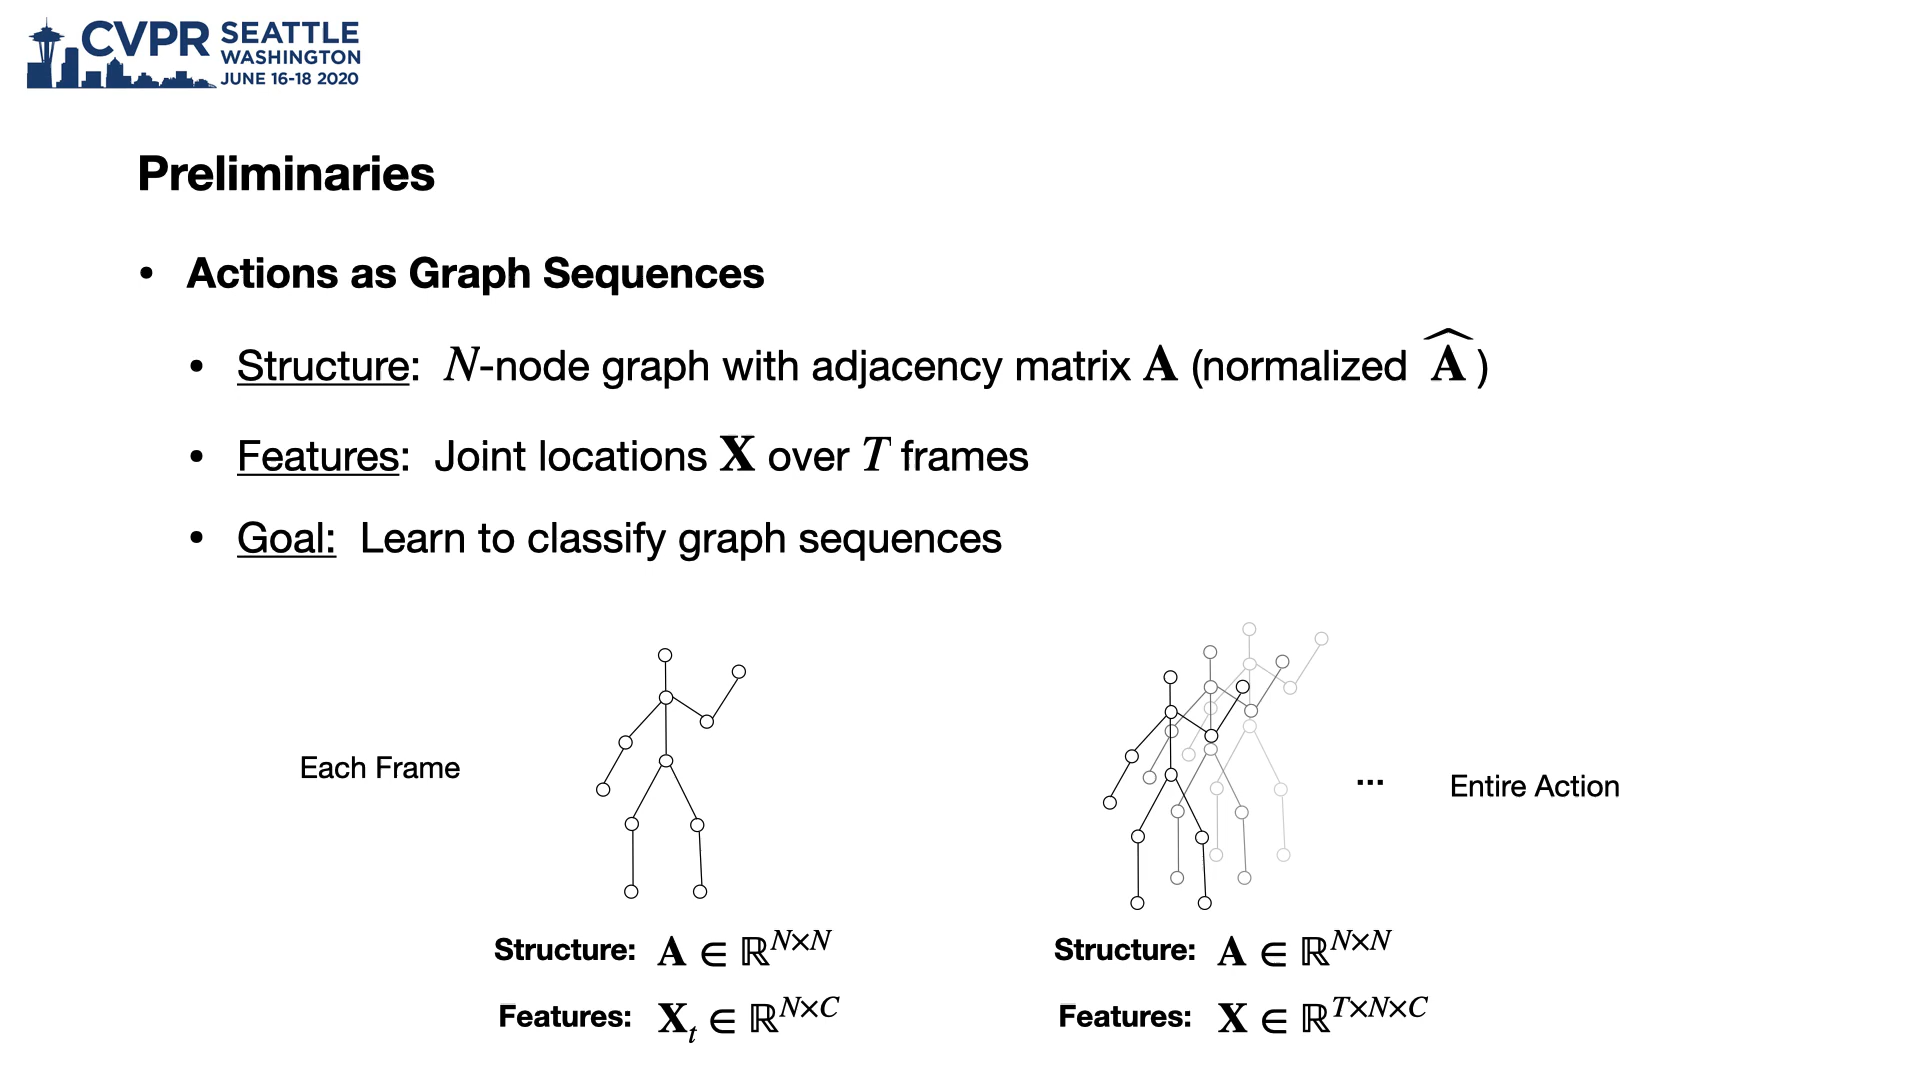 CVPR SEATTLE
WASHINGTON
JUNE 16-18 2020
Preliminaries
• Actions as Graph Sequences
• Structure: N-node graph with adjacency matrix A (normalized Â)
• Features: Joint locations X over T frames
• Goal: Learn to classify graph sequences
Each Frame
... Entire Action
Structure: A ∈ ℝ^{N×N}
Features: X_t ∈ ℝ^{N×C}
Structure: A ∈ ℝ^{N×N}
Features: X ∈ ℝ^{T×N×C}